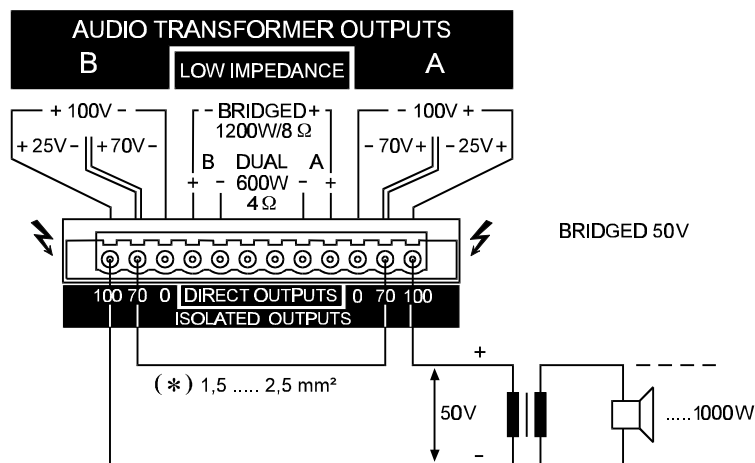 AUDIO TRANSFORMER OUTPUTS
B LOW IMPEDANCE A
+ 100V - - BRIDGED + - 100V +
1200W/8 Ω
+ 25V - + 70V - - 70V + - 25V +
B DUAL A
+ - 600W - +
4 Ω
BRIDGED 50V
100 70 0 DIRECT OUTPUTS 0 70 100
ISOLATED OUTPUTS
+
(*) 1,5 ..... 2,5 mm²
50V .....1000W
-